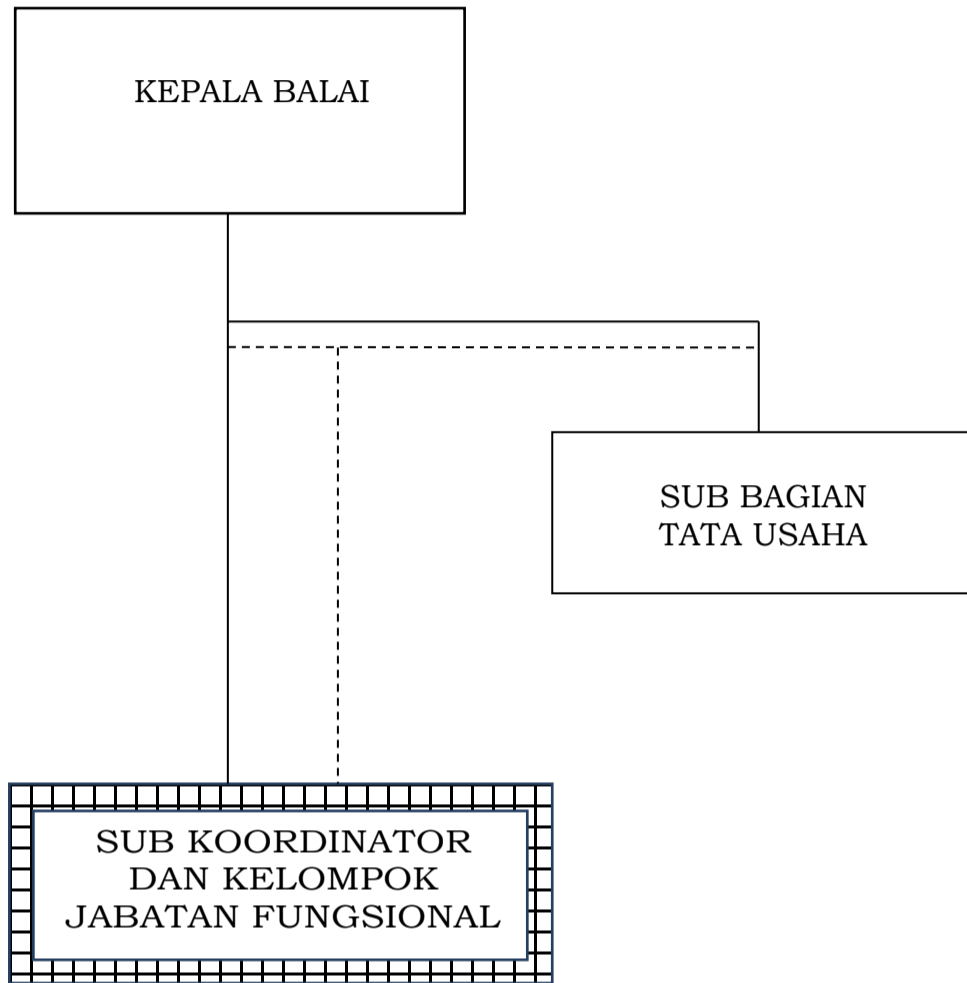 KEPALA BALAI
SUB BAGIAN
TATA USAHA
SUB KOORDINATOR
DAN KELOMPOK
JABATAN FUNGSIONAL